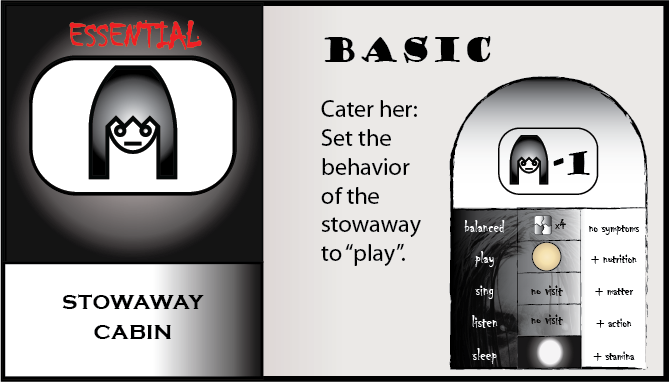 ESSENTIAL
STOWAWAY
CABIN
BASIC
Cater her:
Set the
behavior
of the
stowaway
to “play”.
-1
balanced x4 no symptoms
play + nutrition
sing no visit + matter
listen no visit + action
sleep + stamina